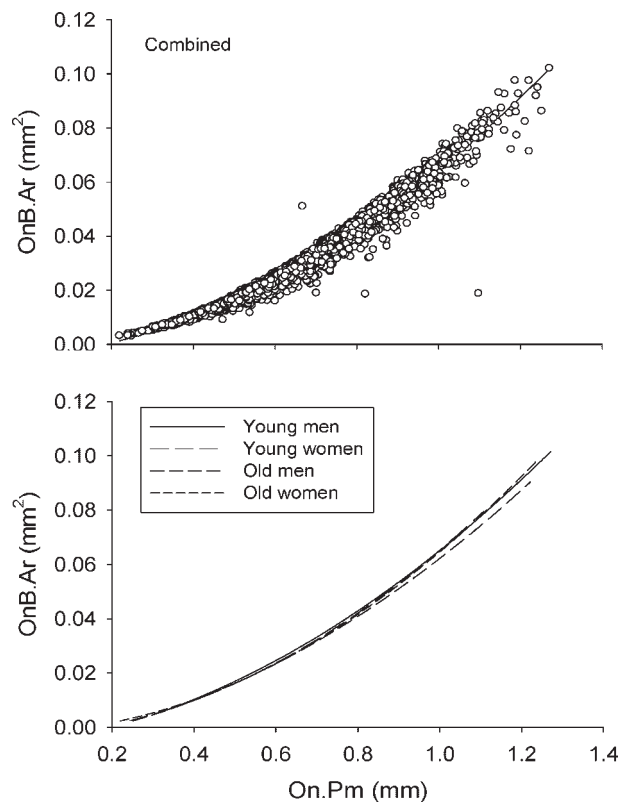 0.12
Combined
0.10
0.08
0.06
0.04
0.02
0.00
OnB.Ar (mm²)
0.12
0.10
0.08
0.06
0.04
0.02
0.00
OnB.Ar (mm²)
Young men
Young women
Old men
Old women
0.2 0.4 0.6 0.8 1.0 1.2 1.4
On.Pm (mm)